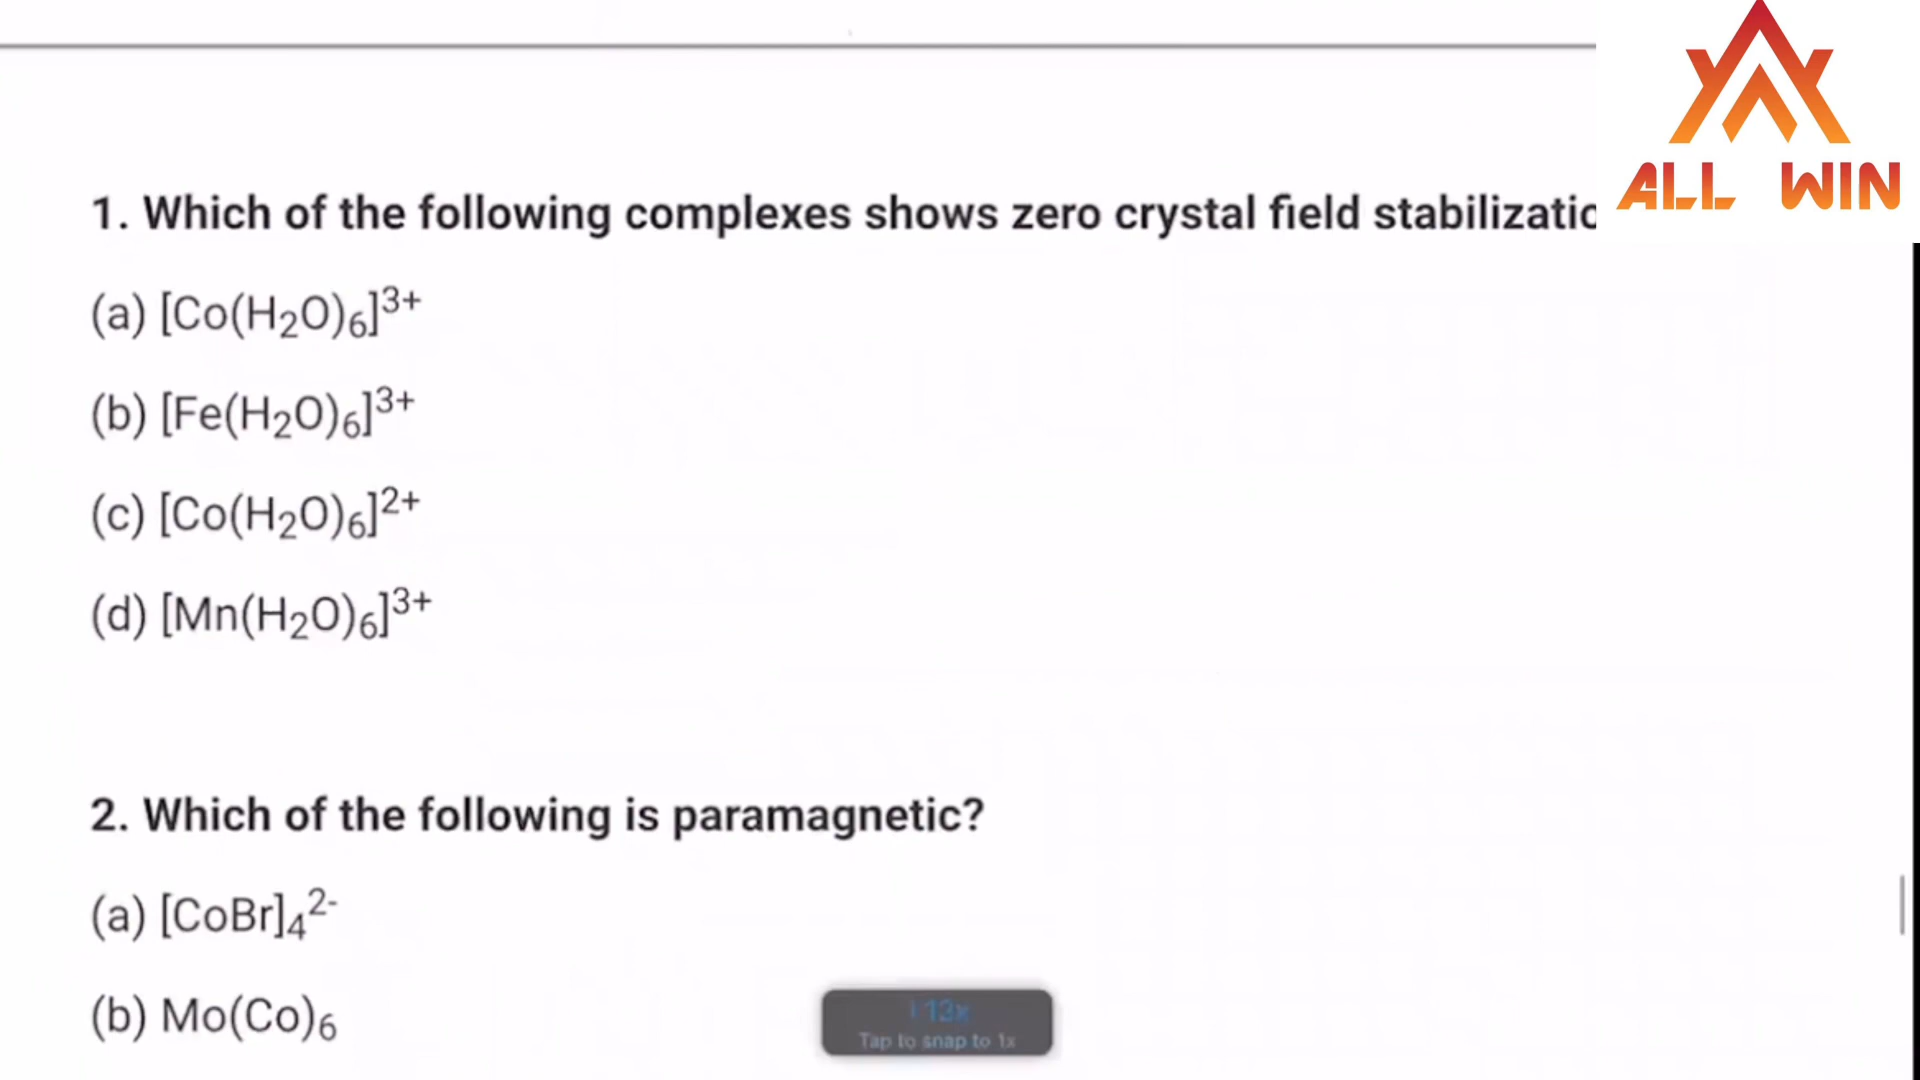 ALL WIN
1. Which of the following complexes shows zero crystal field stabilizatio
(a) [Co(H₂O)₆]³⁺
(b) [Fe(H₂O)₆]³⁺
(c) [Co(H₂O)₆]²⁺
(d) [Mn(H₂O)₆]³⁺
2. Which of the following is paramagnetic?
(a) [CoBr]₄²⁻
(b) Mo(Co)₆
Tap to snap to 1x